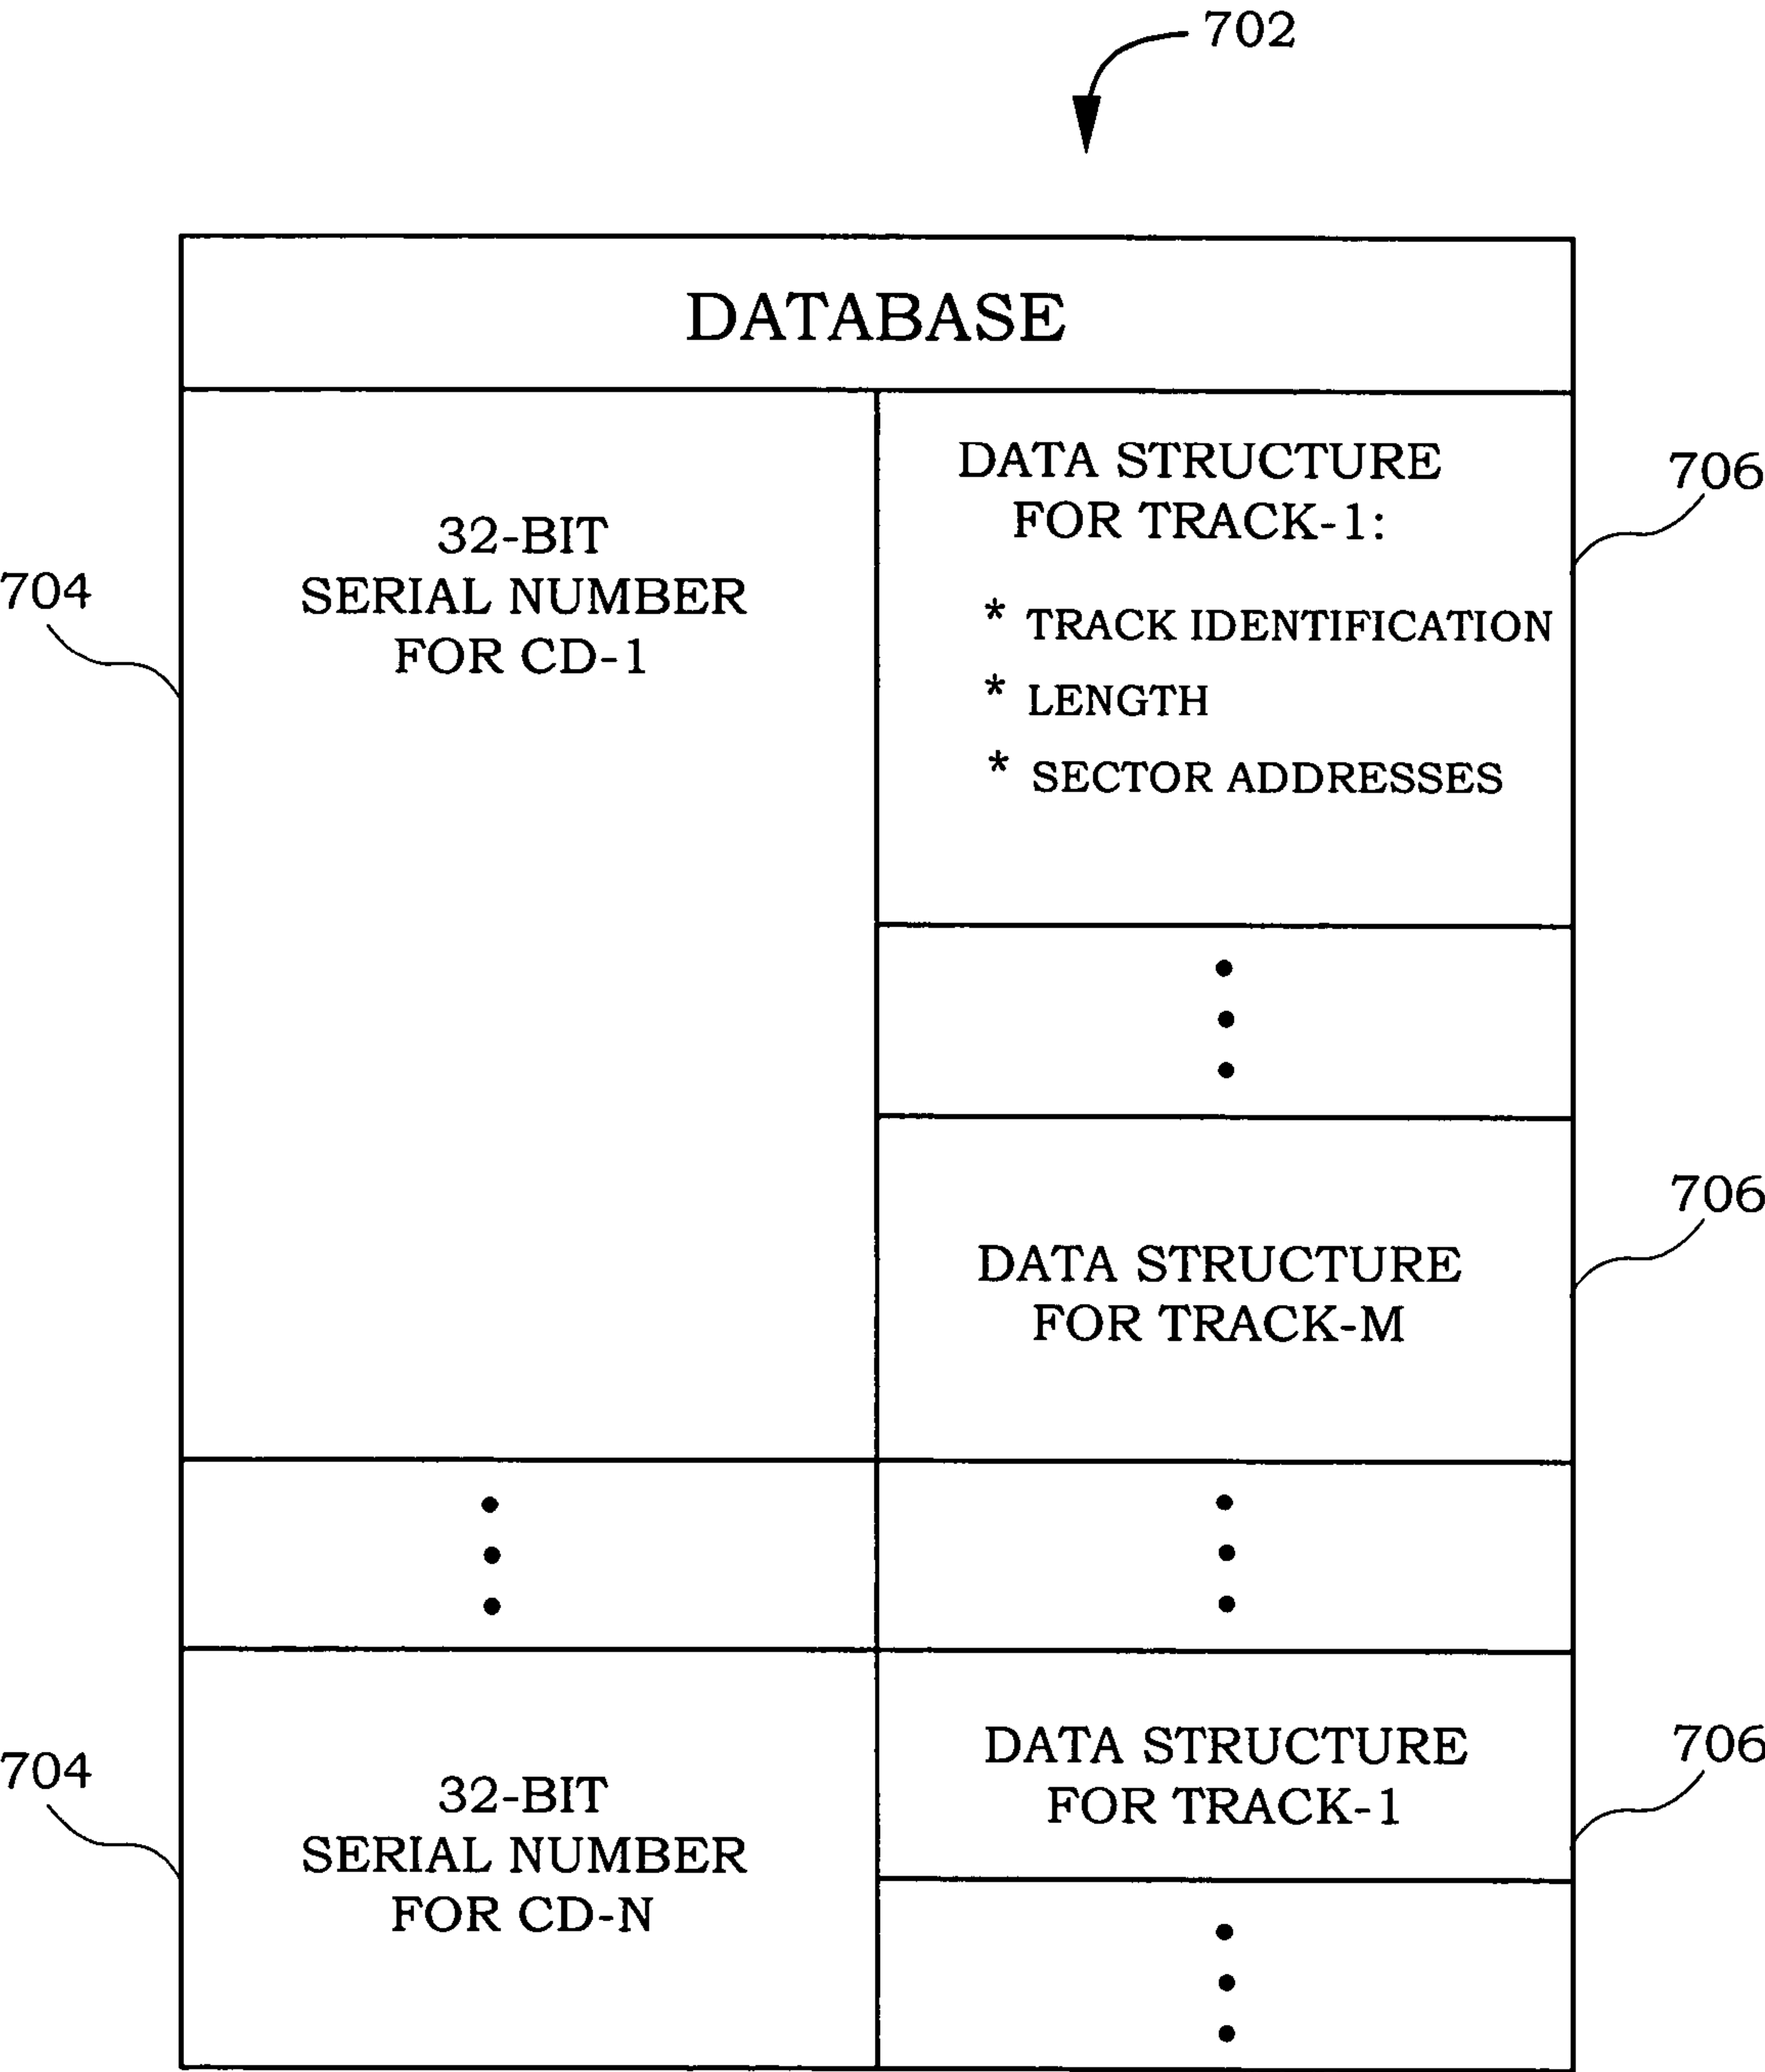 702
DATABASE
704
32-BIT
SERIAL NUMBER
FOR CD-1
DATA STRUCTURE
FOR TRACK-1:
* TRACK IDENTIFICATION
* LENGTH
* SECTOR ADDRESSES
706
DATA STRUCTURE
FOR TRACK-M
706
704
32-BIT
SERIAL NUMBER
FOR CD-N
DATA STRUCTURE
FOR TRACK-1
706